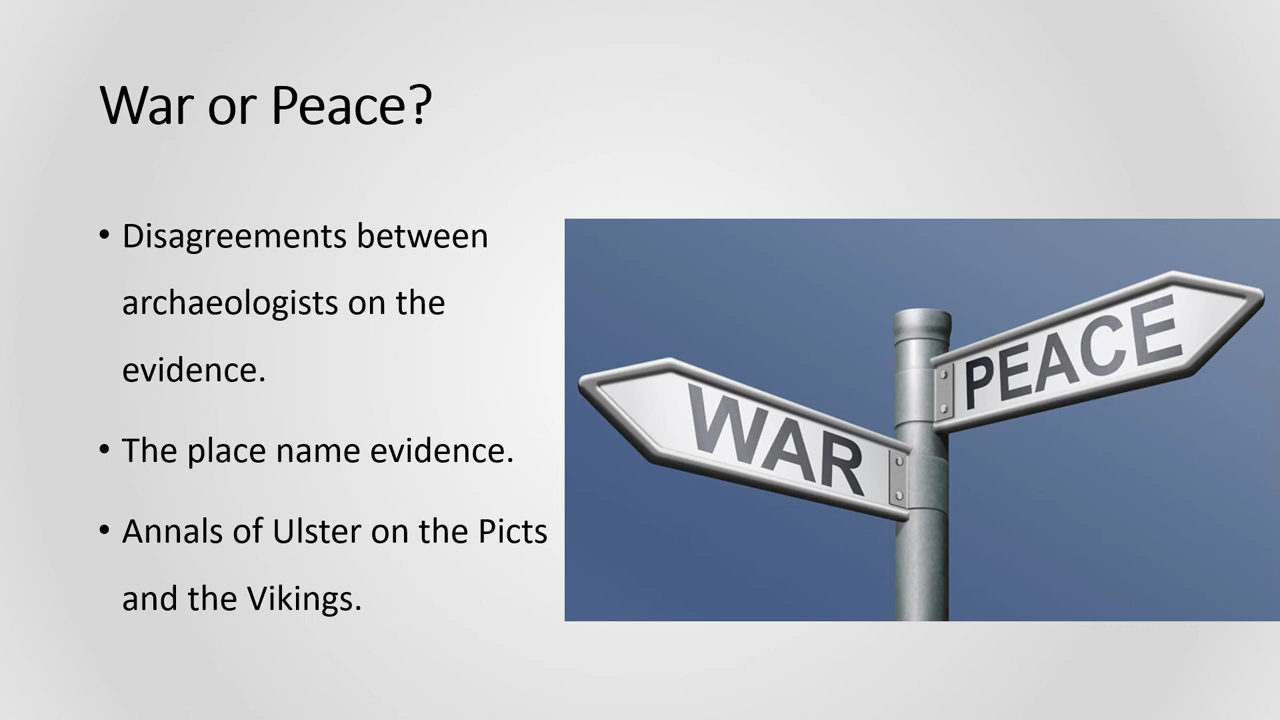 War or Peace?
• Disagreements between
archaeologists on the
evidence.
• The place name evidence.
• Annals of Ulster on the Picts
and the Vikings.
WAR
PEACE